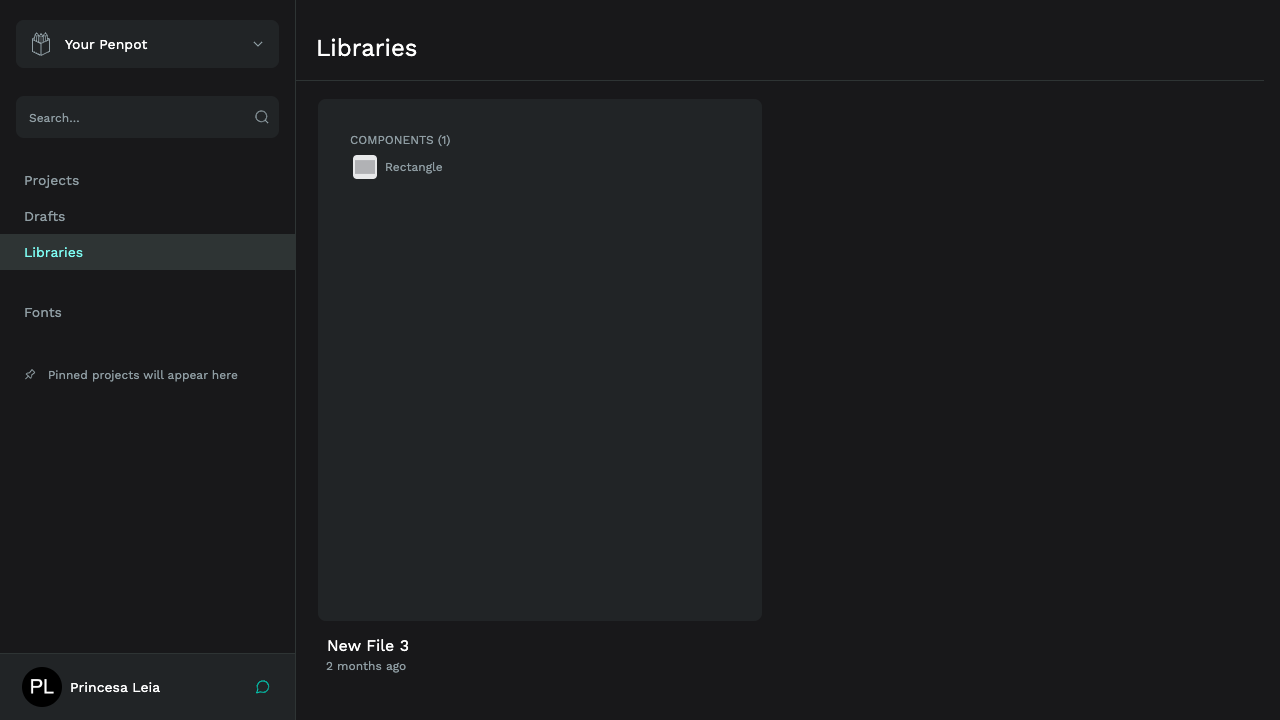 Your Penpot
Search...
Projects
Drafts
Libraries
Fonts
Pinned projects will appear here
PL
Princesa Leia
Libraries
COMPONENTS (1)
Rectangle
New File 3
2 months ago